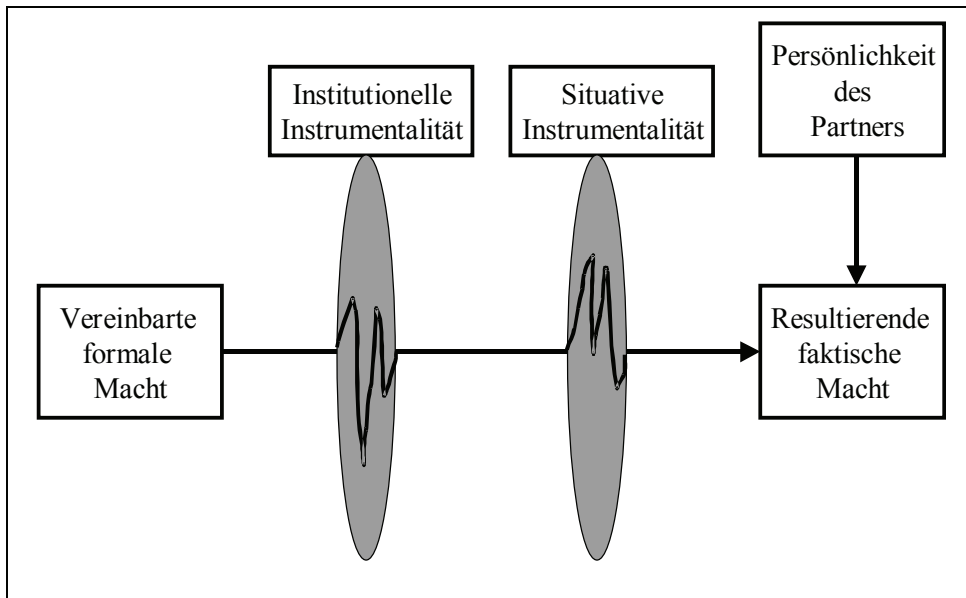 Institutionelle
Instrumentalität
Situative
Instrumentalität
Persönlichkeit
des
Partners
Vereinbarte
formale
Macht
Resultierende
faktische
Macht